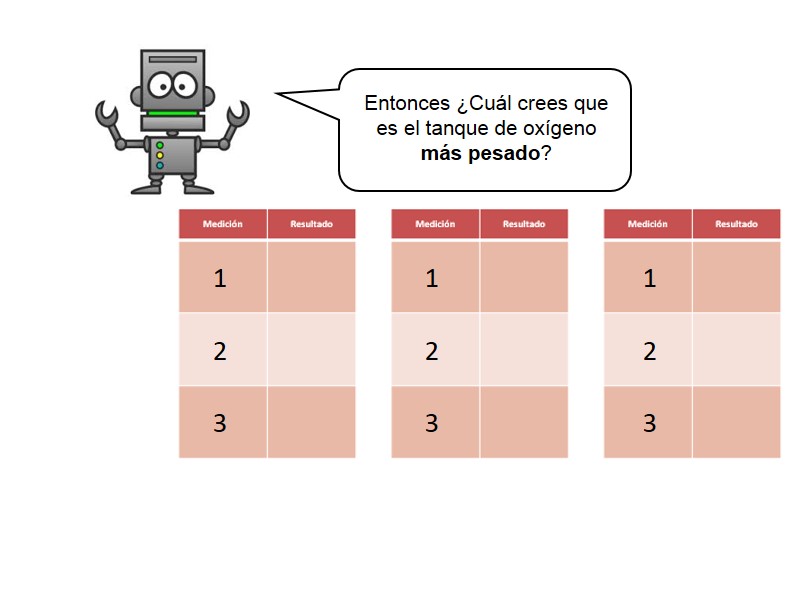 Entonces ¿Cuál crees que
es el tanque de oxígeno
más pesado?
Medición Resultado
1
2
3
Medición Resultado
1
2
3
Medición Resultado
1
2
3